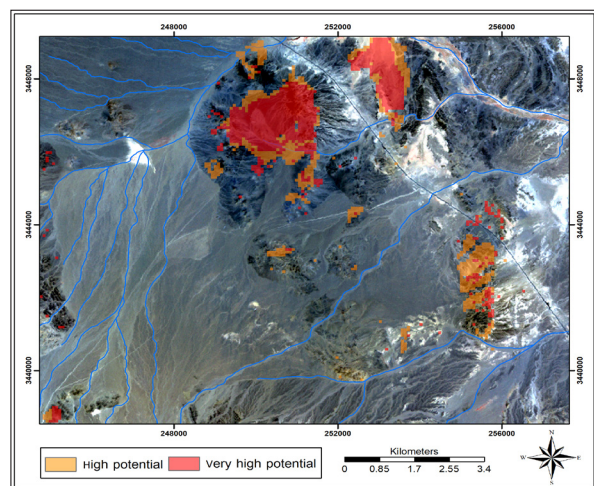 248000 252000 256000
3448000 3448000
3444000 3444000
3440000 3440000
248000 252000 256000
High potential Very high potential
Kilometers
0 0.85 1.7 2.55 3.4
N
W E
S